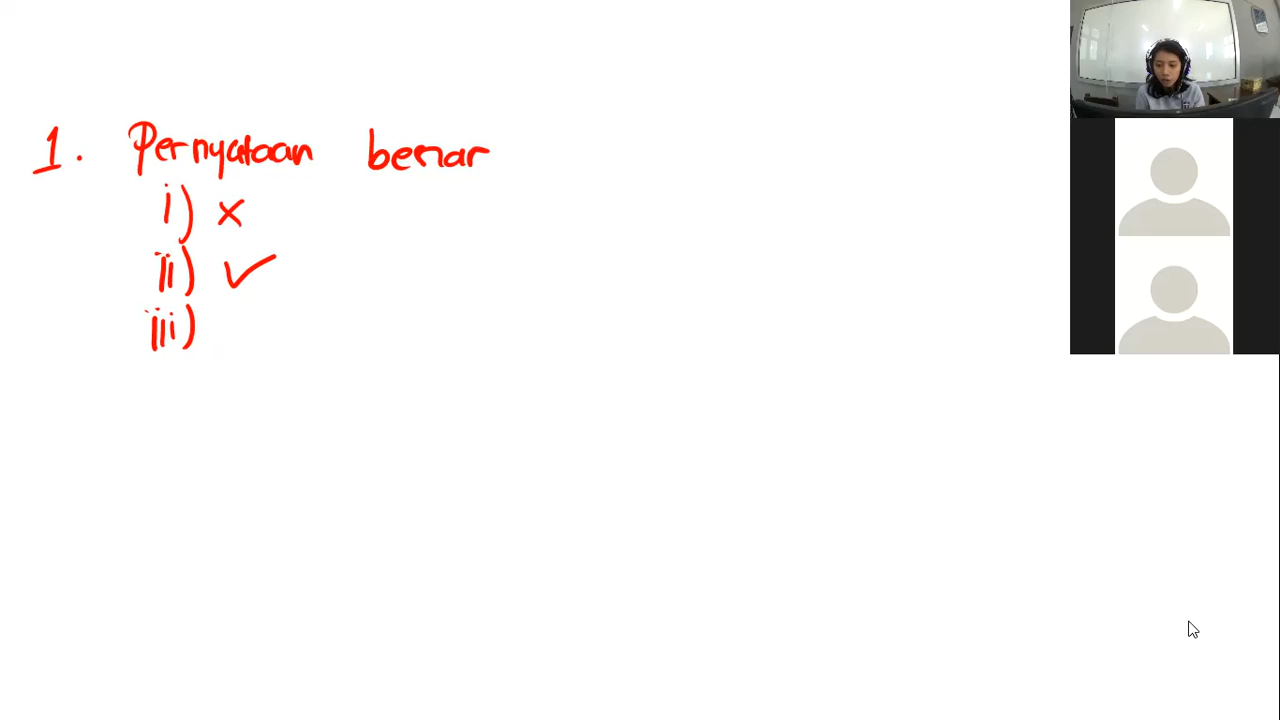 1. Pernyataan benar
i) ×
ii) ✓
iii)